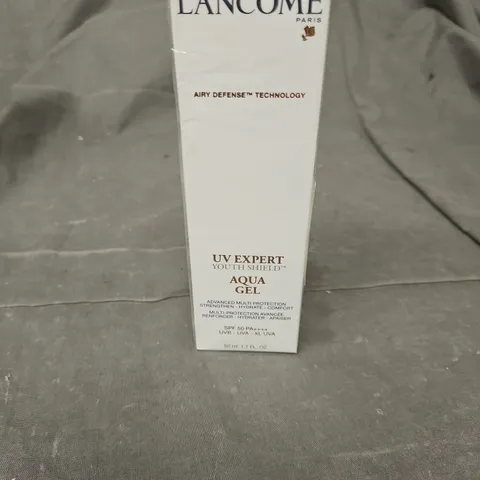 LANCÔME
PARIS
AIRY DEFENSE™ TECHNOLOGY
UV EXPERT
YOUTH SHIELD™
AQUA
GEL
ADVANCED MULTI PROTECTION
STRENGTHEN - HYDRATE - COMFORT
MULTI-PROTECTION AVANCÉE
RENFORCER - HYDRATER - APAISER
SPF 50 PA++++
UVB - UVA - XL UVA
50 ml 1.7 FL. OZ